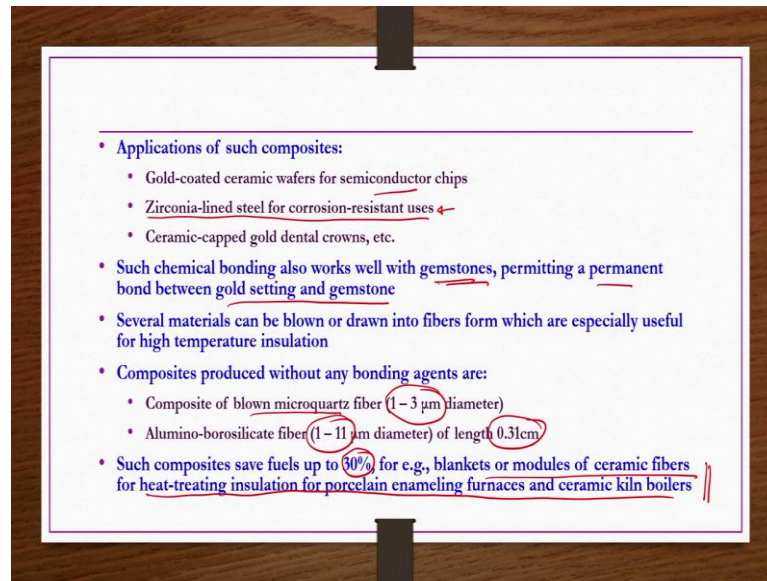 • Applications of such composites:
• Gold-coated ceramic wafers for semiconductor chips
• Zirconia-lined steel for corrosion-resistant uses
• Ceramic-capped gold dental crowns, etc.
• Such chemical bonding also works well with gemstones, permitting a permanent
bond between gold setting and gemstone
• Several materials can be blown or drawn into fibers form which are especially useful
for high temperature insulation
• Composites produced without any bonding agents are:
• Composite of blown microquartz fiber (1 – 3 μm diameter)
• Alumino-borosilicate fiber (1 – 11 μm diameter) of length 0.31cm
• Such composites save fuels up to 30%, for e.g., blankets or modules of ceramic fibers
for heat-treating insulation for porcelain enameling furnaces and ceramic kiln boilers